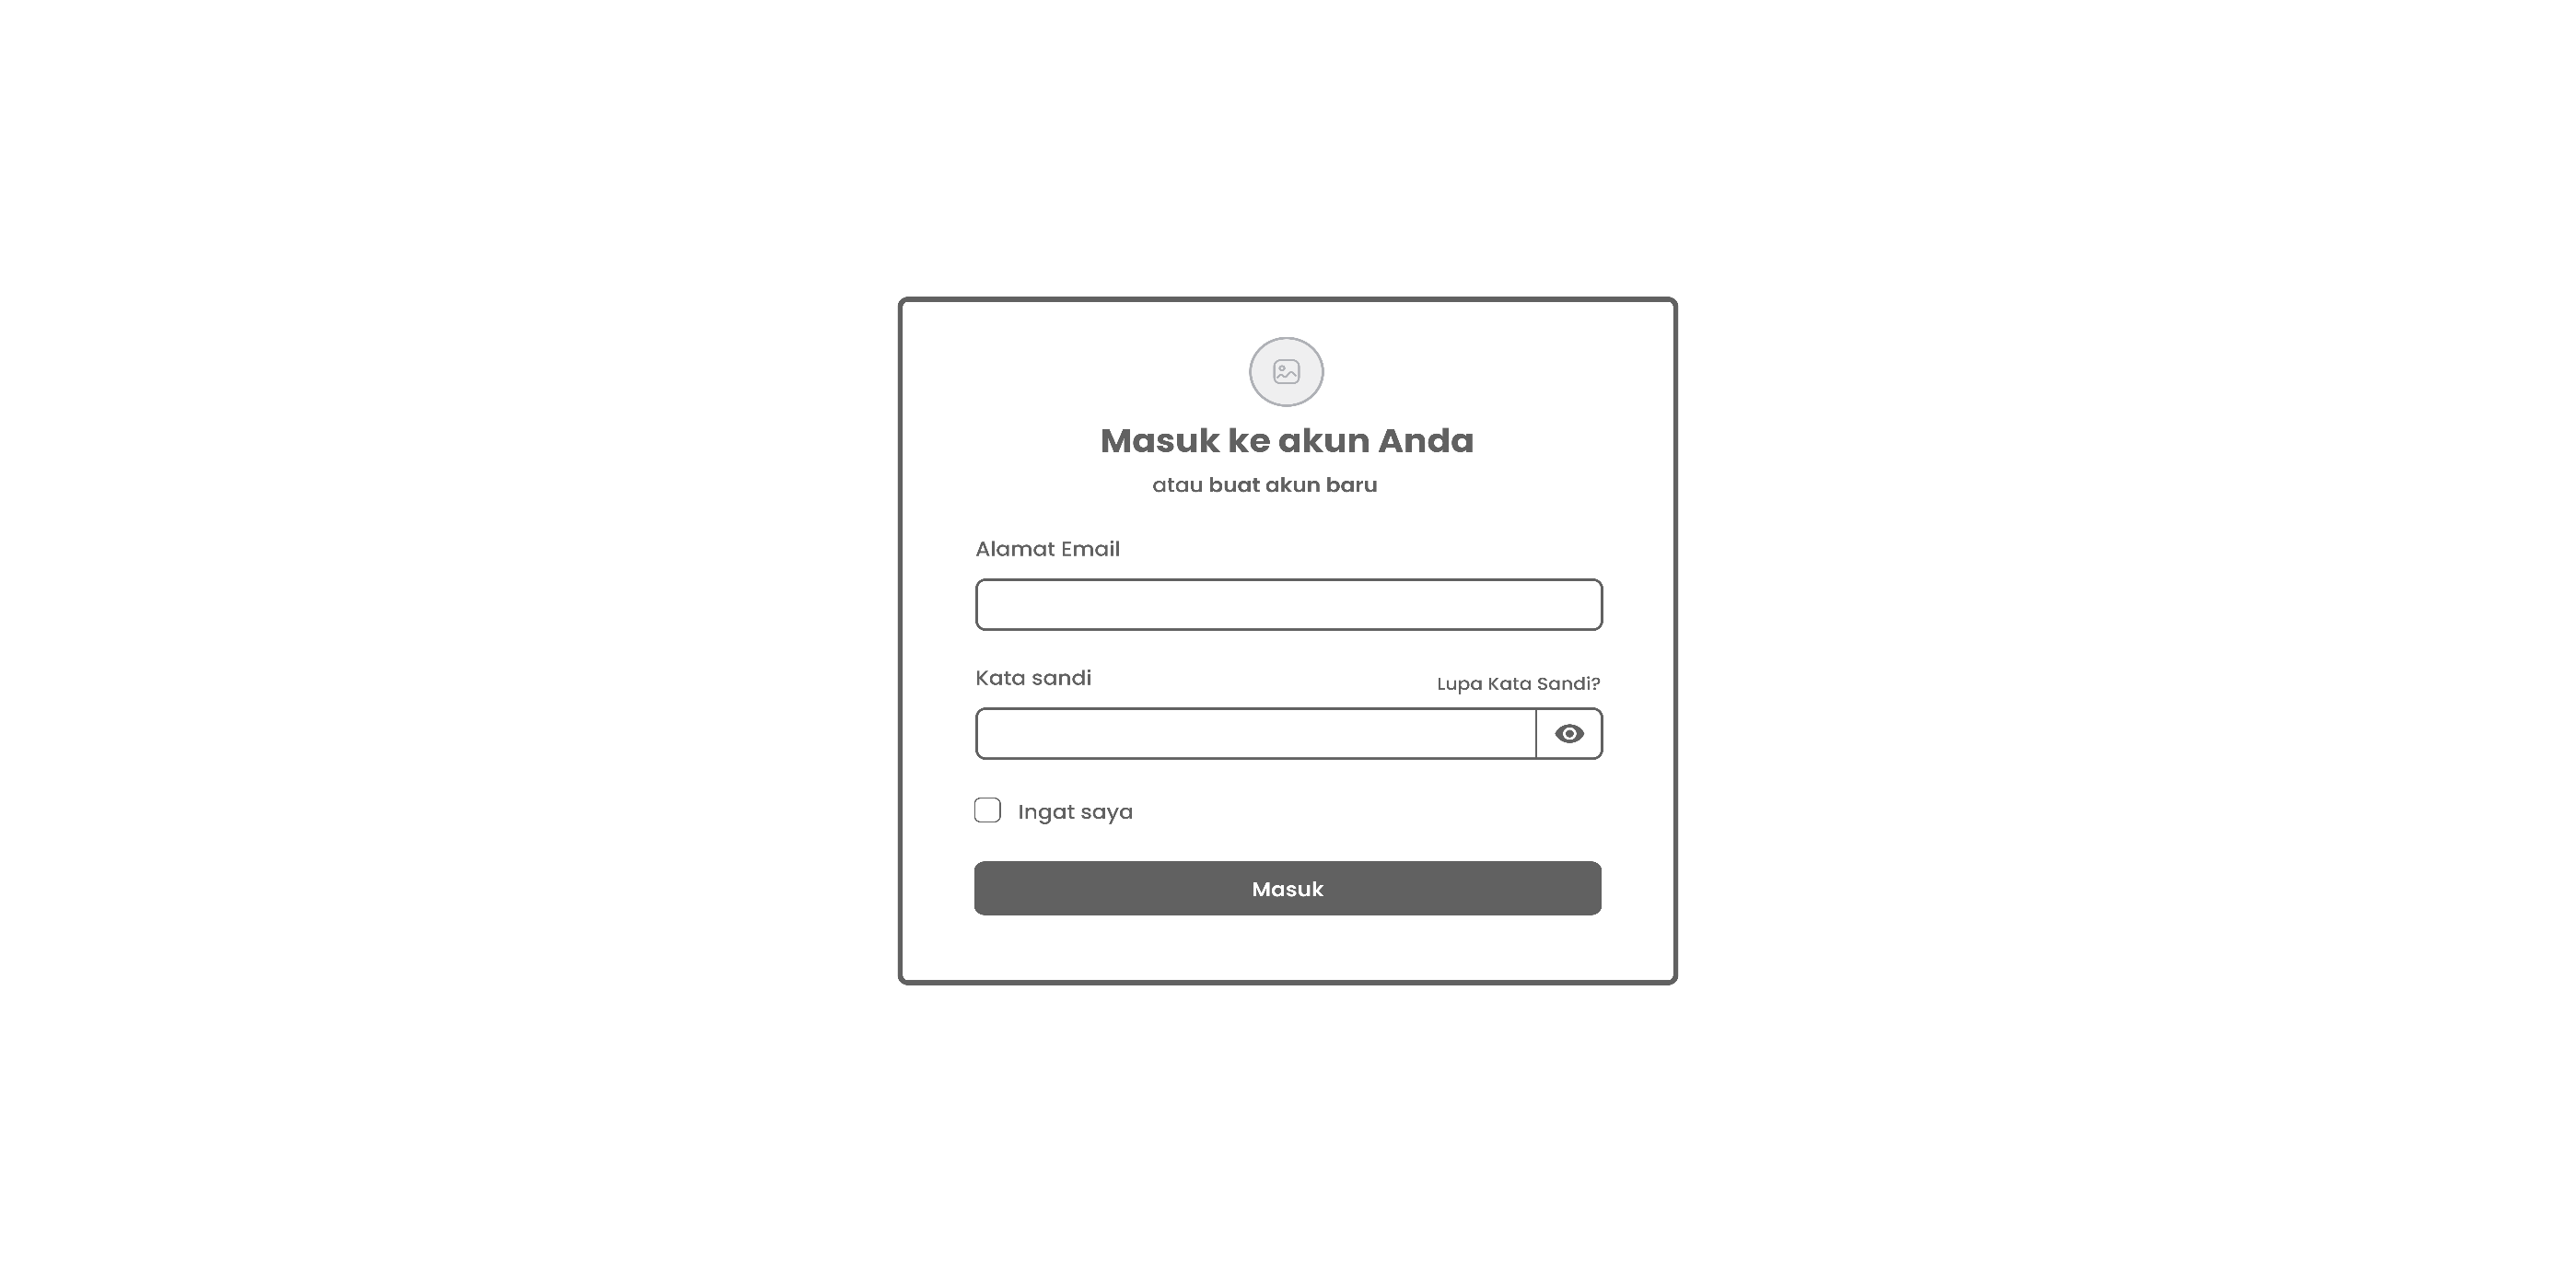 Masuk ke akun Anda
atau buat akun baru
Alamat Email
Kata sandi
Lupa Kata Sandi?
Ingat saya
Masuk